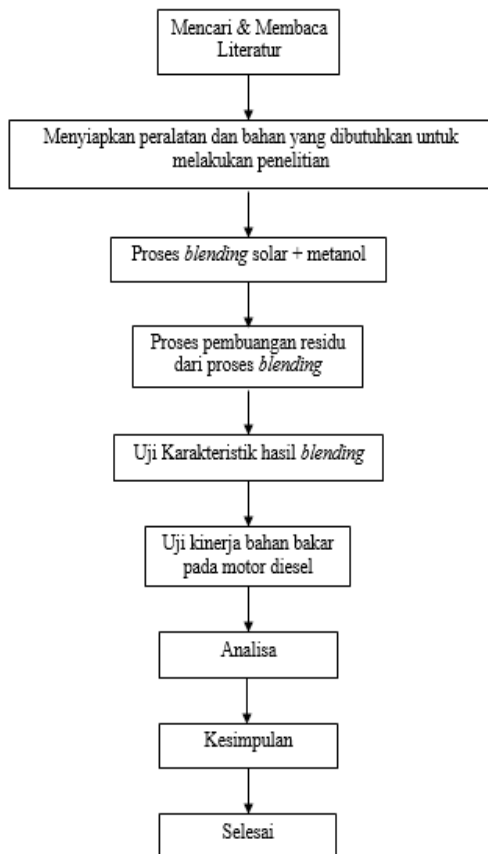 Mencari & Membaca
Literatur
Menyiapkan peralatan dan bahan yang dibutuhkan untuk
melakukan penelitian
Proses blending solar + metanol
Proses pembuangan residu
dari proses blending
Uji Karakteristik hasil blending
Uji kinerja bahan bakar
pada motor diesel
Analisa
Kesimpulan
Selesai